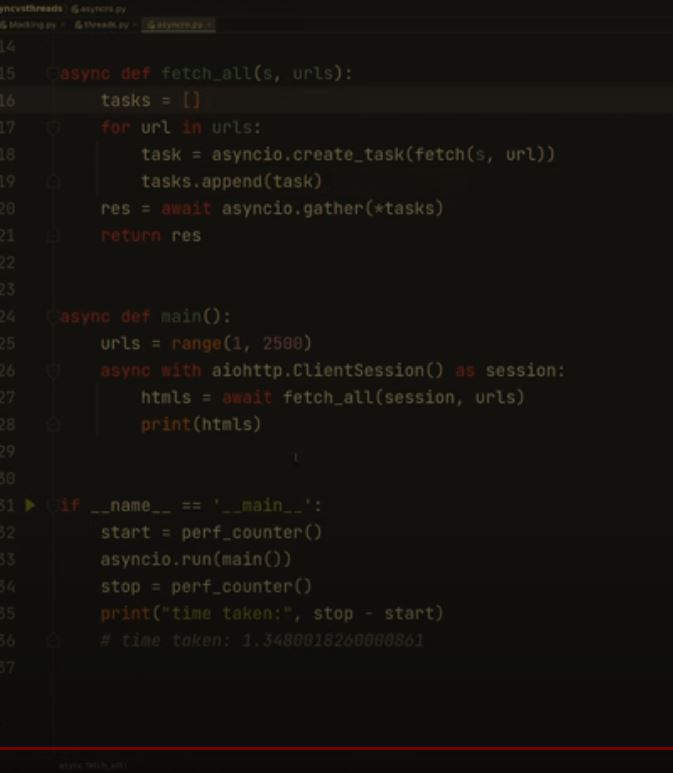 yncvsthreads asyncro.py
blocking.py × threads.py × asyncro.py ×
14
15 async def fetch_all(s, urls):
16 tasks = []
17 for url in urls:
18 task = asyncio.create_task(fetch(s, url))
19 tasks.append(task)
20 res = await asyncio.gather(*tasks)
21 return res
22
23
24 async def main():
25 urls = range(1, 2500)
26 async with aiohttp.ClientSession() as session:
27 htmls = await fetch_all(session, urls)
28 print(htmls)
29
30
31 if __name__ == '__main__':
32 start = perf_counter()
33 asyncio.run(main())
34 stop = perf_counter()
35 print("time taken:", stop - start)
36 # time taken: 1.3480018260000861
37
async fetch_all()